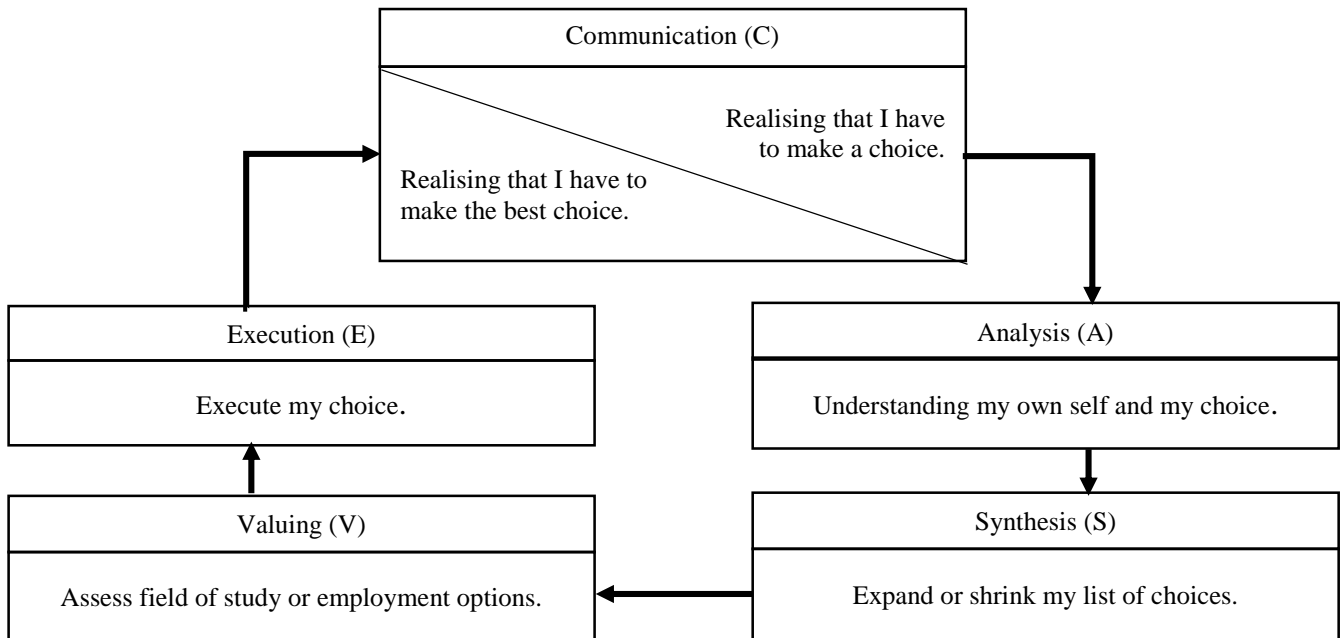 Communication (C)
Realising that I have
to make a choice.
Realising that I have to
make the best choice.
Execution (E)
Execute my choice.
Analysis (A)
Understanding my own self and my choice.
Valuing (V)
Assess field of study or employment options.
Synthesis (S)
Expand or shrink my list of choices.